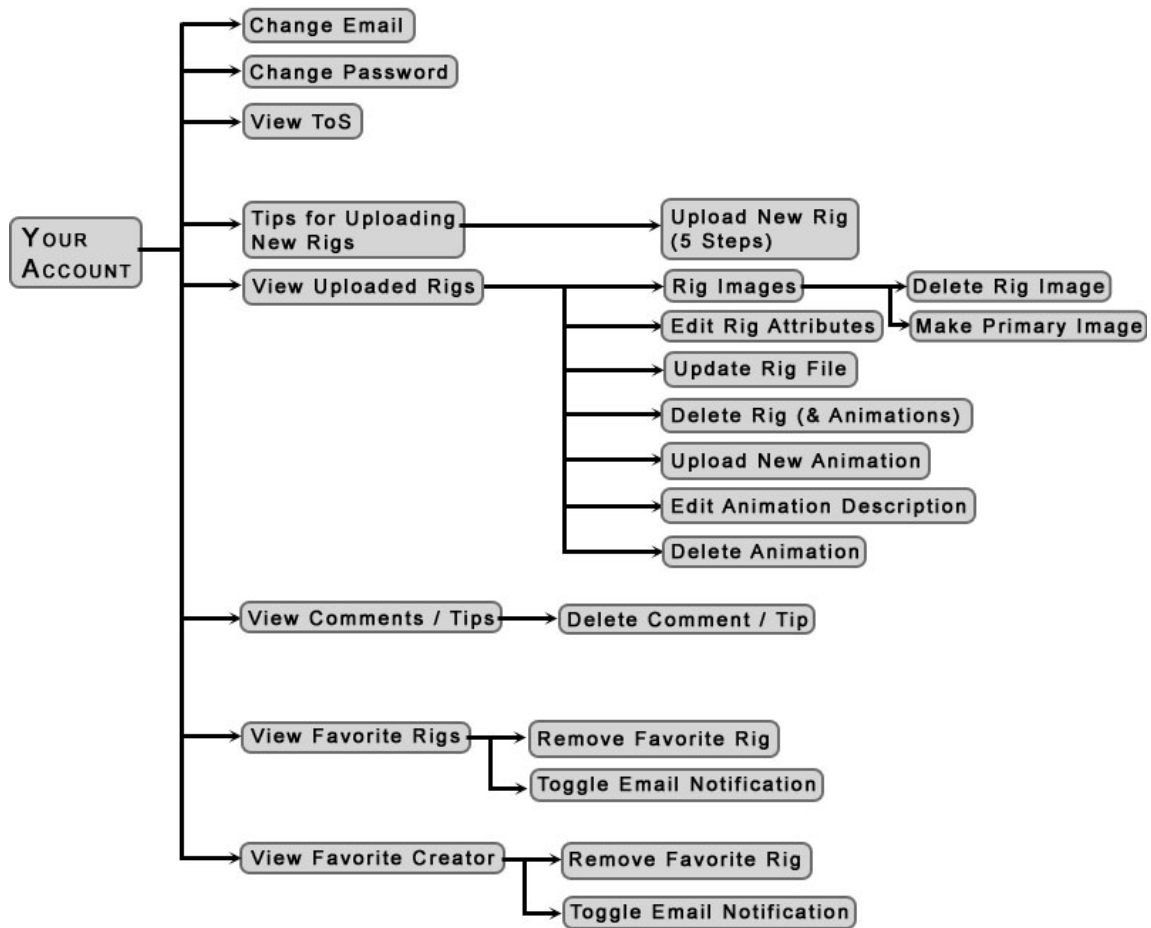 Change Email
Change Password
View ToS
YOUR
ACCOUNT
Tips for Uploading
New Rigs
Upload New Rig
(5 Steps)
View Uploaded Rigs
Rig Images
Delete Rig Image
Make Primary Image
Edit Rig Attributes
Update Rig File
Delete Rig (& Animations)
Upload New Animation
Edit Animation Description
Delete Animation
View Comments / Tips
Delete Comment / Tip
View Favorite Rigs
Remove Favorite Rig
Toggle Email Notification
View Favorite Creator
Remove Favorite Rig
Toggle Email Notification